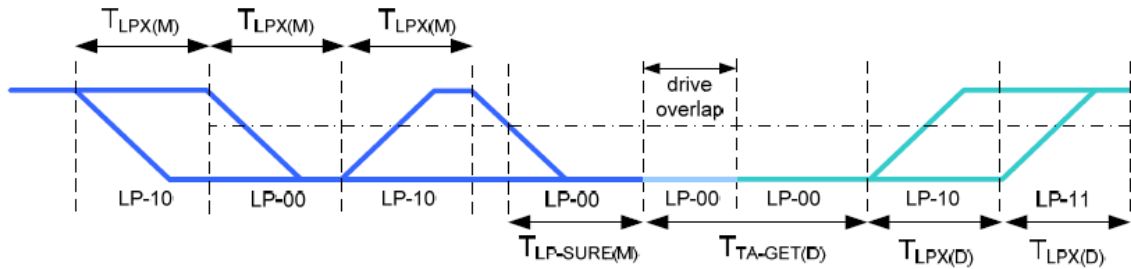 TLPX(M) TLPX(M) TLPX(M)
drive
overlap
LP-10 LP-00 LP-10 LP-00 LP-00 LP-00 LP-10 LP-11
TLP-SURE(M) TTA-GET(D) TLPX(D) TLPX(D)